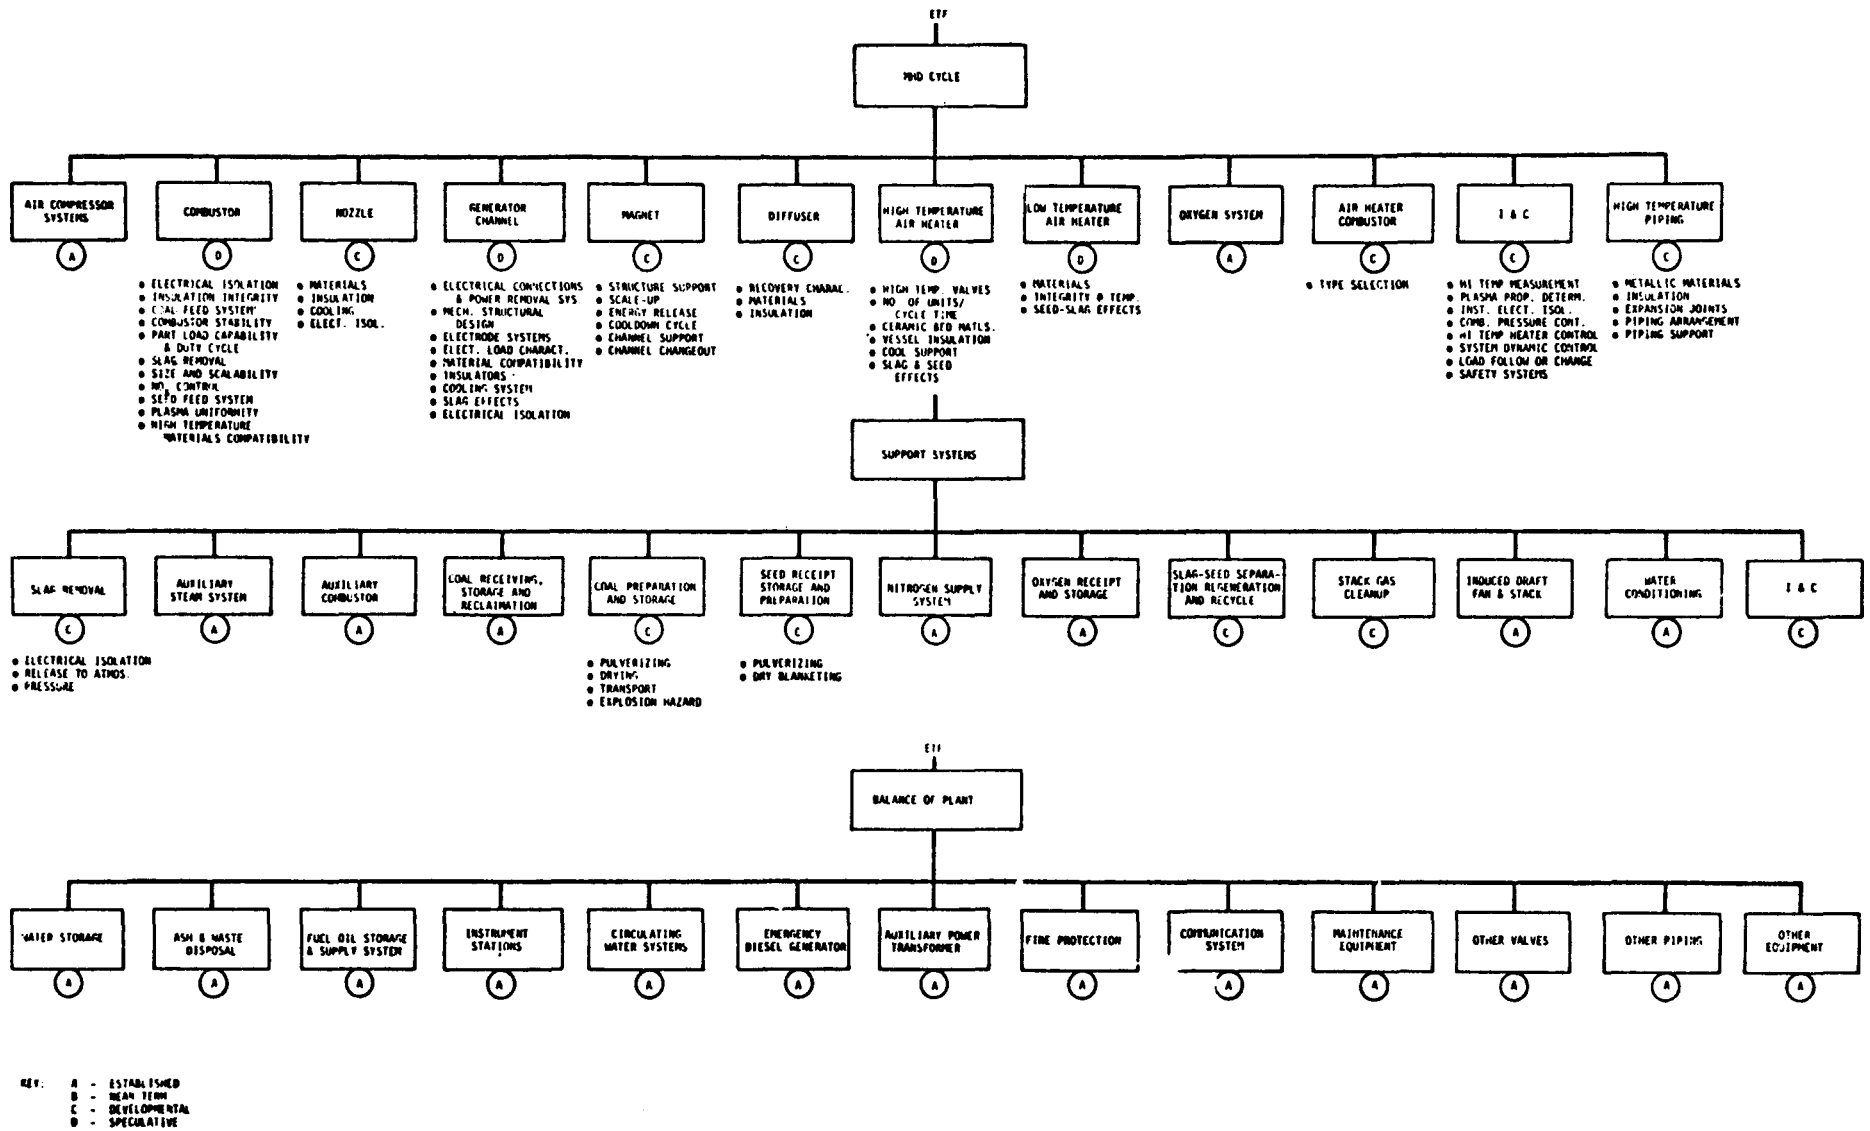 ETF
MHD CYCLE
AIR COMPRESSOR
SYSTEMS
A
COMBUSTOR
D
● ELECTRICAL ISOLATION
● INSULATION INTEGRITY
● COAL FEED SYSTEM
● COMBUSTOR STABILITY
● PART LOAD CAPABILITY
& DUTY CYCLE
● SLAG REMOVAL
● SIZE AND SCALABILITY
● NOX CONTROL
● SEED FEED SYSTEM
● PLASMA UNIFORMITY
● HIGH TEMPERATURE
MATERIALS COMPATIBILITY
NOZZLE
C
● MATERIALS
● INSULATION
● COOLING
● ELECT. ISOL.
GENERATOR
CHANNEL
D
● ELECTRICAL CONNECTIONS
& POWER REMOVAL SYS.
● MECH. STRUCTURAL
DESIGN
● ELECTRODE SYSTEMS
● ELECT. LOAD CHARACT.
● MATERIAL COMPATIBILITY
● INSULATORS
● COOLING SYSTEM
● SLAG EFFECTS
● ELECTRICAL ISOLATION
MAGNET
C
● STRUCTURE SUPPORT
● SCALE-UP
● ENERGY RELEASE
● COOLDOWN CYCLE
● CHANNEL SUPPORT
● CHANNEL CHANGEOUT
DIFFUSER
C
● RECOVERY CHARAC.
● MATERIALS
● INSULATION
HIGH TEMPERATURE
AIR HEATER
D
● HIGH TEMP. VALVES
● NO. OF UNITS/
CYCLE TIME
● CERAMIC BED MATLS.
● VESSEL INSULATION
● COOL SUPPORT
● SLAG & SEED
EFFECTS
LOW TEMPERATURE
AIR HEATER
D
● MATERIALS
● INTEGRITY @ TEMP.
● SEED-SLAG EFFECTS
OXYGEN SYSTEM
A
AIR HEATER
COMBUSTOR
C
● TYPE SELECTION
I & C
C
● HI TEMP MEASUREMENT
● PLASMA PROP. DETERM.
● INST. ELECT. ISOL.
● COMB. PRESSURE CONT.
● HI TEMP HEATER CONTROL
● SYSTEM DYNAMIC CONTROL
● LOAD FOLLOW OR CHANGE
● SAFETY SYSTEMS
HIGH TEMPERATURE
PIPING
C
● METALLIC MATERIALS
● INSULATION
● EXPANSION JOINTS
● PIPING ARRANGEMENT
● PIPING SUPPORT
SUPPORT SYSTEMS
SLAG REMOVAL
C
● ELECTRICAL ISOLATION
● RELEASE TO ATMOS.
● PRESSURE
AUXILIARY
STEAM SYSTEM
A
AUXILIARY
COMBUSTOR
A
COAL RECEIVING,
STORAGE AND
RECLAIMATION
A
COAL PREPARATION
AND STORAGE
C
● PULVERIZING
● DRYING
● TRANSPORT
● EXPLOSION HAZARD
SEED RECEIPT
STORAGE AND
PREPARATION
C
● PULVERIZING
● DRY BLANKETING
NITROGEN SUPPLY
SYSTEM
A
OXYGEN RECEIPT
AND STORAGE
A
SLAG-SEED SEPARA-
TION REGENERATION
AND RECYCLE
C
STACK GAS
CLEANUP
C
INDUCED DRAFT
FAN & STACK
A
WATER
CONDITIONING
A
I & C
C
ETF
BALANCE OF PLANT
WATER STORAGE
A
ASH & WASTE
DISPOSAL
A
FUEL OIL STORAGE
& SUPPLY SYSTEM
A
INSTRUMENT
STATIONS
A
CIRCULATING
WATER SYSTEMS
A
EMERGENCY
DIESEL GENERATOR
A
AUXILIARY POWER
TRANSFORMER
A
FIRE PROTECTION
A
COMMUNICATION
SYSTEM
A
MAINTENANCE
EQUIPMENT
A
OTHER VALVES
A
OTHER PIPING
A
OTHER
EQUIPMENT
A
KEY: A - ESTABLISHED
B - NEAR TERM
C - DEVELOPMENTAL
D - SPECULATIVE